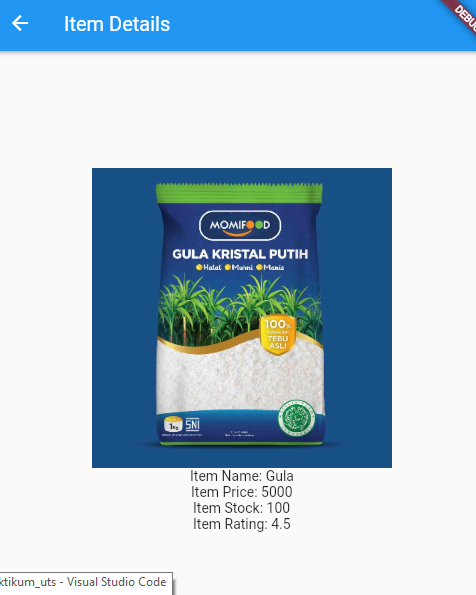 Item Details
DEBU
MOMIFOOD
GULA KRISTAL PUTIH
Halal Murni Manis
100%
TEBU
ASLI
1Kg SNI
Item Name: Gula
Item Price: 5000
Item Stock: 100
Item Rating: 4.5
ktikum_uts - Visual Studio Code